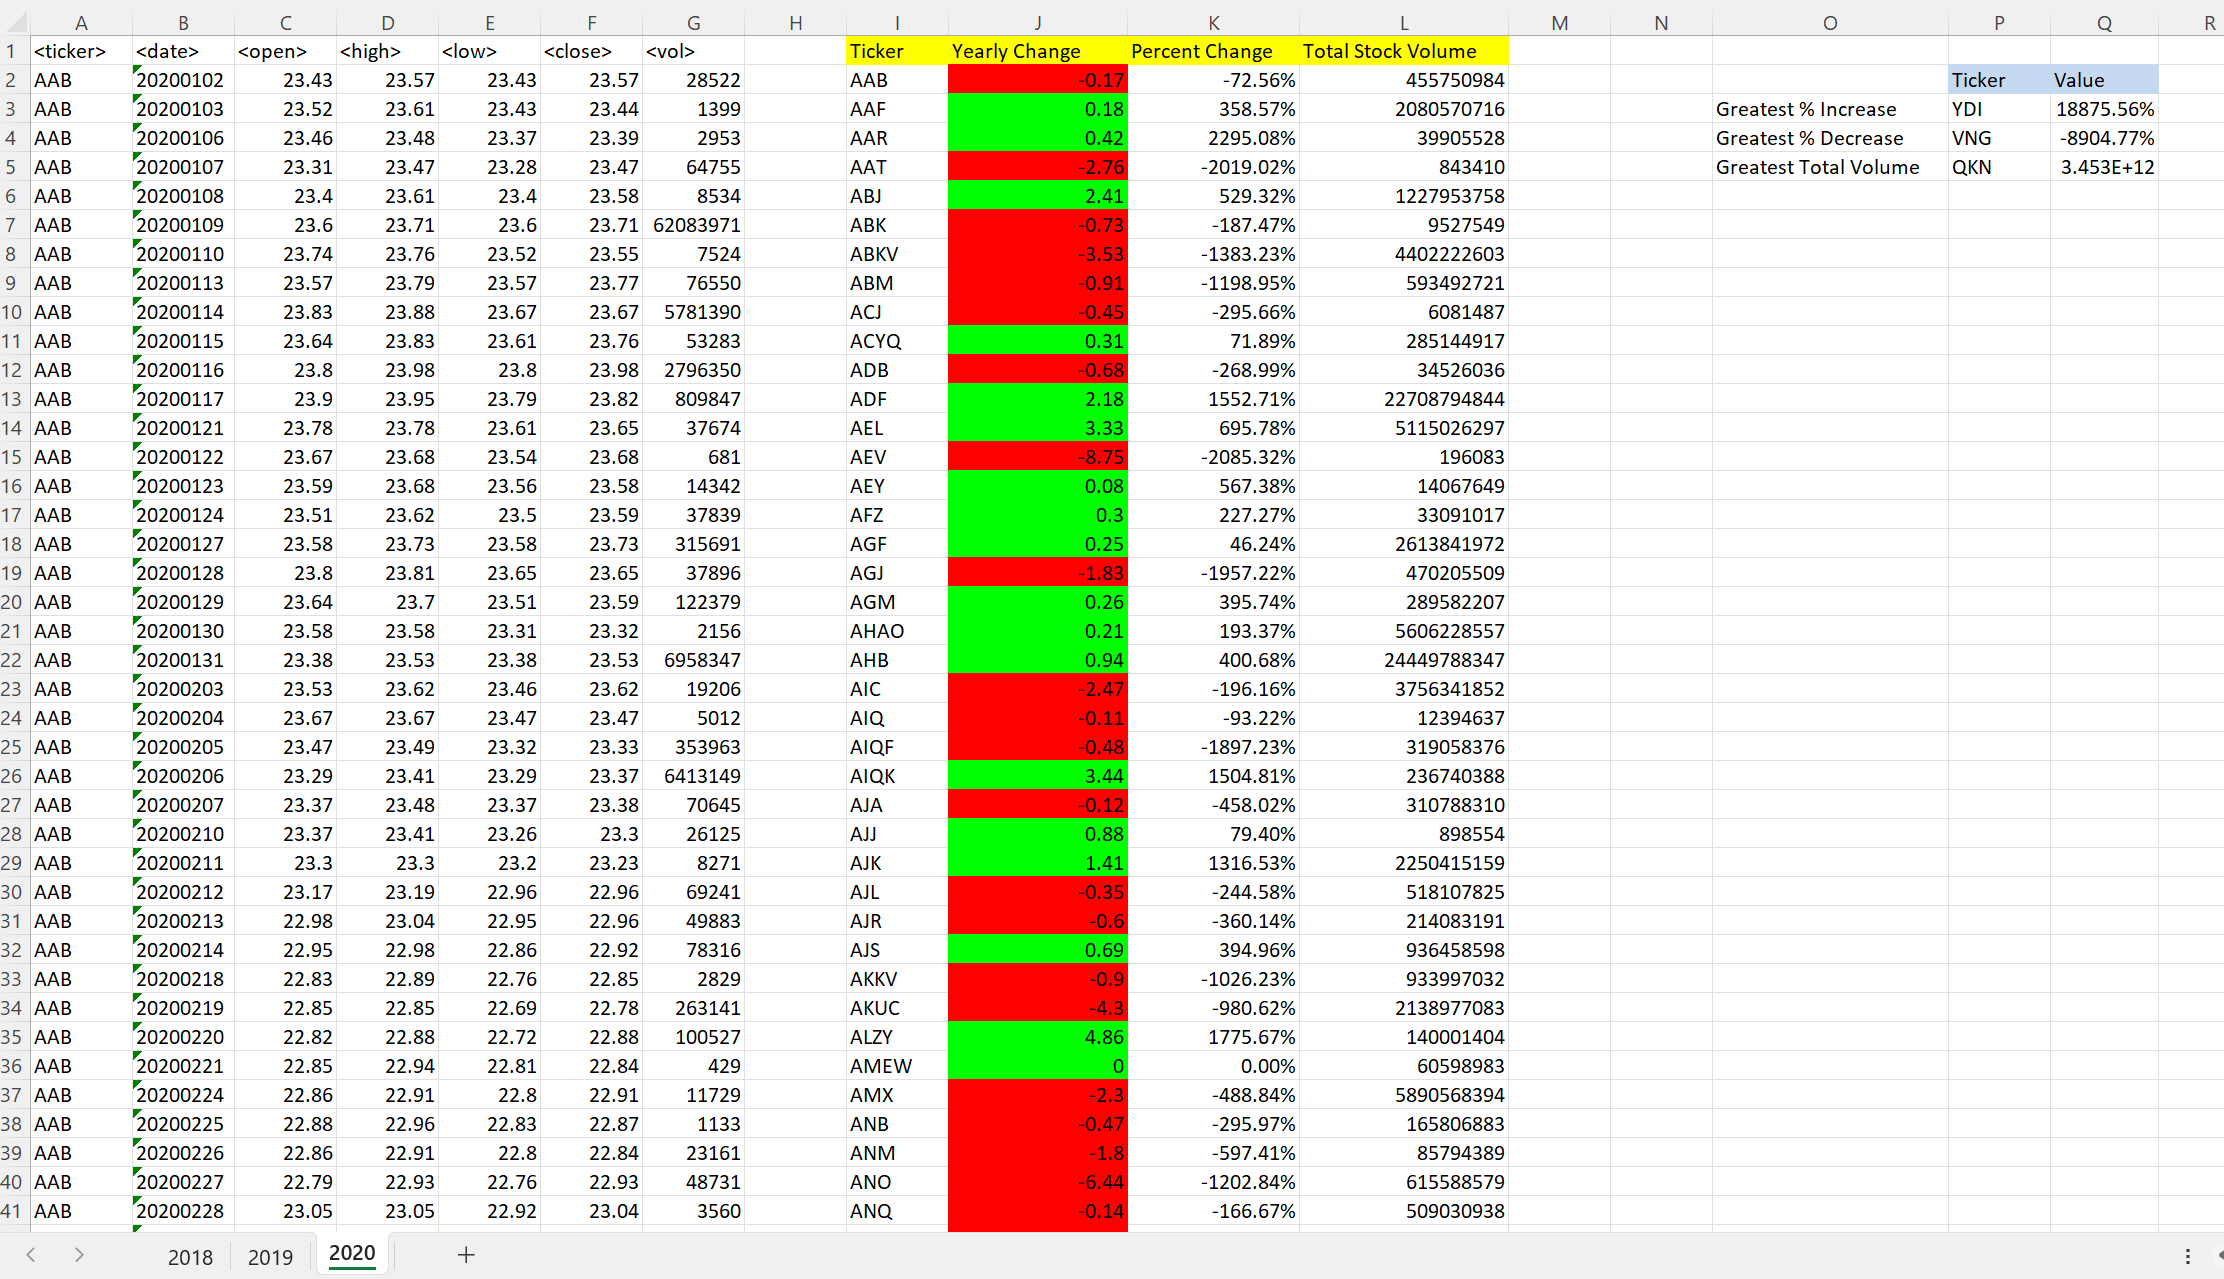 A B C D E F G H I J K L M N O P Q R
1 <ticker> <date> <open> <high> <low> <close> <vol> Ticker Yearly Change Percent Change Total Stock Volume
2 AAB 20200102 23.43 23.57 23.43 23.57 28522 AAB -0.17 -72.56% 455750984 Ticker Value
3 AAB 20200103 23.52 23.61 23.43 23.44 1399 AAF 0.18 358.57% 2080570716 Greatest % Increase YDI 18875.56%
4 AAB 20200106 23.46 23.48 23.37 23.39 2953 AAR 0.42 2295.08% 39905528 Greatest % Decrease VNG -8904.77%
5 AAB 20200107 23.31 23.47 23.28 23.47 64755 AAT -2.76 -2019.02% 843410 Greatest Total Volume QKN 3.453E+12
6 AAB 20200108 23.4 23.61 23.4 23.58 8534 ABJ 2.41 529.32% 1227953758
7 AAB 20200109 23.6 23.71 23.6 23.71 62083971 ABK -0.73 -187.47% 9527549
8 AAB 20200110 23.74 23.76 23.52 23.55 7524 ABKV -3.53 -1383.23% 4402222603
9 AAB 20200113 23.57 23.79 23.57 23.77 76550 ABM -0.91 -1198.95% 593492721
10 AAB 20200114 23.83 23.88 23.67 23.67 5781390 ACJ -0.45 -295.66% 6081487
11 AAB 20200115 23.64 23.83 23.61 23.76 53283 ACYQ 0.31 71.89% 285144917
12 AAB 20200116 23.8 23.98 23.8 23.98 2796350 ADB -0.68 -268.99% 34526036
13 AAB 20200117 23.9 23.95 23.79 23.82 809847 ADF 2.18 1552.71% 22708794844
14 AAB 20200121 23.78 23.78 23.61 23.65 37674 AEL 3.33 695.78% 5115026297
15 AAB 20200122 23.67 23.68 23.54 23.68 681 AEV -8.75 -2085.32% 196083
16 AAB 20200123 23.59 23.68 23.56 23.58 14342 AEY 0.08 567.38% 14067649
17 AAB 20200124 23.51 23.62 23.5 23.59 37839 AFZ 0.3 227.27% 33091017
18 AAB 20200127 23.58 23.73 23.58 23.73 315691 AGF 0.25 46.24% 2613841972
19 AAB 20200128 23.8 23.81 23.65 23.65 37896 AGJ -1.83 -1957.22% 470205509
20 AAB 20200129 23.64 23.7 23.51 23.59 122379 AGM 0.26 395.74% 289582207
21 AAB 20200130 23.58 23.58 23.31 23.32 2156 AHAO 0.21 193.37% 5606228557
22 AAB 20200131 23.38 23.53 23.38 23.53 6958347 AHB 0.94 400.68% 24449788347
23 AAB 20200203 23.53 23.62 23.46 23.62 19206 AIC -2.47 -196.16% 3756341852
24 AAB 20200204 23.67 23.67 23.47 23.47 5012 AIQ -0.11 -93.22% 12394637
25 AAB 20200205 23.47 23.49 23.32 23.33 353963 AIQF -0.48 -1897.23% 319058376
26 AAB 20200206 23.29 23.41 23.29 23.37 6413149 AIQK 3.44 1504.81% 236740388
27 AAB 20200207 23.37 23.48 23.37 23.38 70645 AJA -0.12 -458.02% 310788310
28 AAB 20200210 23.37 23.41 23.26 23.3 26125 AJJ 0.88 79.40% 898554
29 AAB 20200211 23.3 23.3 23.2 23.23 8271 AJK 1.41 1316.53% 2250415159
30 AAB 20200212 23.17 23.19 22.96 22.96 69241 AJL -0.35 -244.58% 518107825
31 AAB 20200213 22.98 23.04 22.95 22.96 49883 AJR -0.6 -360.14% 214083191
32 AAB 20200214 22.95 22.98 22.86 22.92 78316 AJS 0.69 394.96% 936458598
33 AAB 20200218 22.83 22.89 22.76 22.85 2829 AKKV -0.9 -1026.23% 933997032
34 AAB 20200219 22.85 22.85 22.69 22.78 263141 AKUC -4.3 -980.62% 2138977083
35 AAB 20200220 22.82 22.88 22.72 22.88 100527 ALZY 4.86 1775.67% 140001404
36 AAB 20200221 22.85 22.94 22.81 22.84 429 AMEW 0 0.00% 60598983
37 AAB 20200224 22.86 22.91 22.8 22.91 11729 AMX -2.3 -488.84% 5890568394
38 AAB 20200225 22.88 22.96 22.83 22.87 1133 ANB -0.47 -295.97% 165806883
39 AAB 20200226 22.86 22.91 22.8 22.84 23161 ANM -1.8 -597.41% 85794389
40 AAB 20200227 22.79 22.93 22.76 22.93 48731 ANO -6.44 -1202.84% 615588579
41 AAB 20200228 23.05 23.05 22.92 23.04 3560 ANQ -0.14 -166.67% 509030938
2018 2019 2020